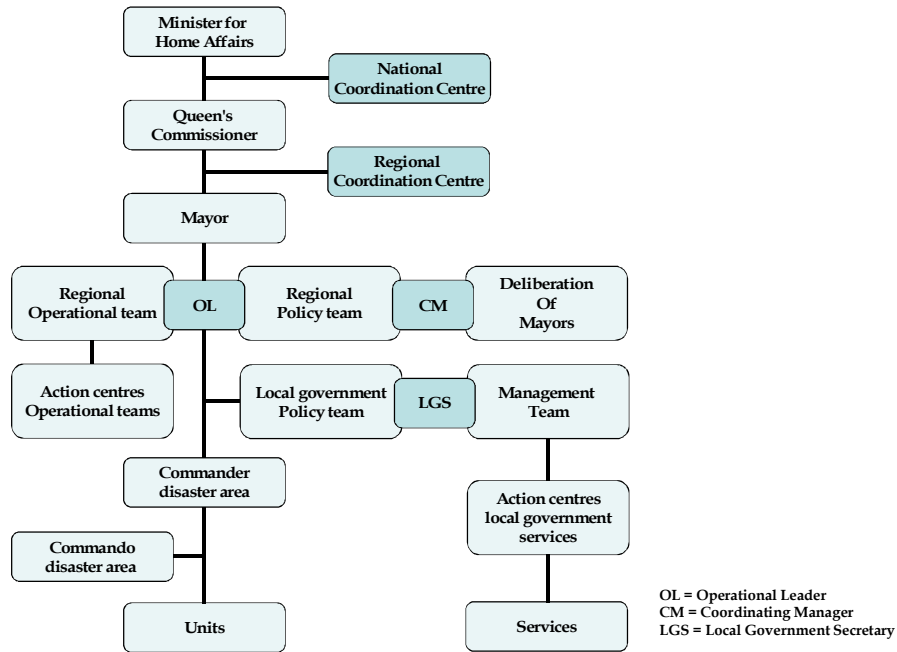 Minister for
Home Affairs
National
Coordination Centre
Queen's
Commissioner
Regional
Coordination Centre
Mayor
Regional
Operational team
OL
Regional
Policy team
CM
Deliberation
Of
Mayors
Action centres
Operational teams
Local government
Policy team
LGS
Management
Team
Commander
disaster area
Action centres
local government
services
Commando
disaster area
Units
Services
OL = Operational Leader
CM = Coordinating Manager
LGS = Local Government Secretary